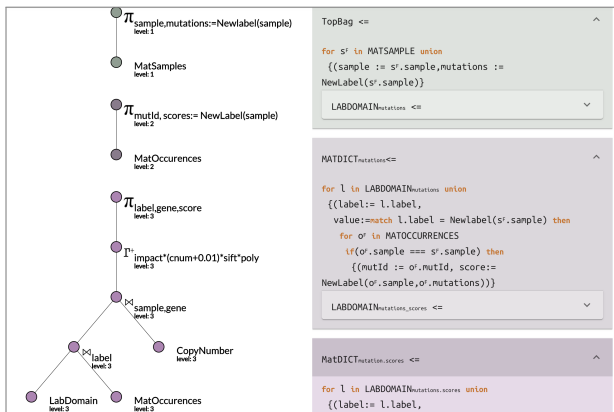 π sample,mutations:=Newlabel(sample)
level: 1
MatSamples
level: 1
π mutId, scores:= NewLabel(sample)
level: 2
MatOccurences
level: 2
π label,gene,score
level: 3
Γ+ impact*(cnum+0.01)*sift*poly
level: 3
⋈ sample,gene
level: 3
⋈ label
level: 3
CopyNumber
level: 3
LabDomain
level: 3
MatOccurences
level: 3
TopBag <=
for sF in MATSAMPLE union
{(sample := sF.sample,mutations :=
NewLabel(sF.sample)}
LABDOMAINmutations <=
MATDICTmutations<=
for l in LABDOMAINmutations union
{(label:= l.label,
value:=match l.label = Newlabel(sF.sample) then
for oF in MATOCCURRENCES
if(oF.sample === sF.sample) then
{(mutId := oF.mutId, score:=
NewLabel(oF.sample,oF.mutations))}
LABDOMAINmutations_scores <=
MatDICTmutation.scores <=
for l in LABDOMAINmutations.scores union
{(label:= l.label,